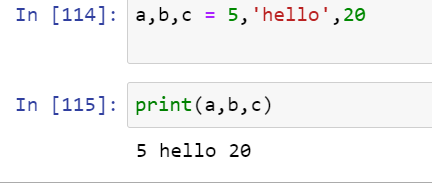 In [114]: a,b,c = 5,'hello',20
In [115]: print(a,b,c)
5 hello 20